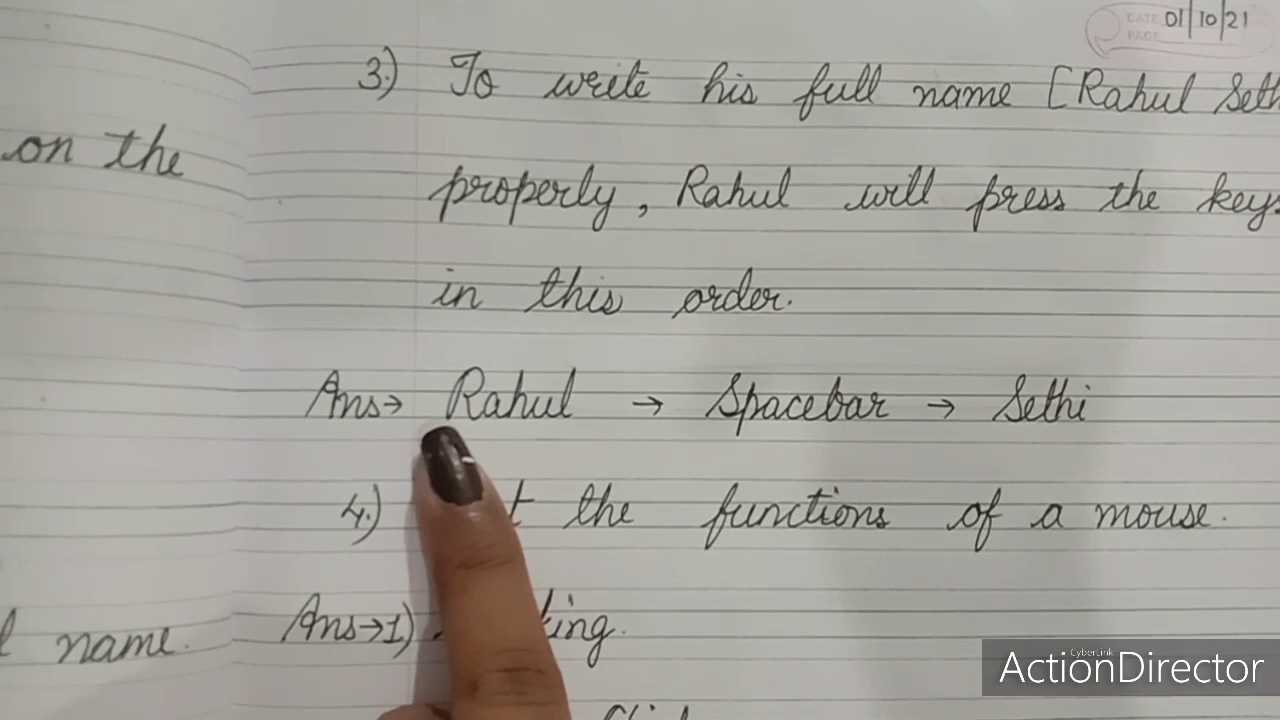 DATE 01/10/21
PAGE
3.) To write his full name [Rahul Seth
on the
properly, Rahul will press the keys
in this order.
Ans→ Rahul → Spacebar → Sethi
4.) the functions of a mouse.
name. Ans→1)
CyberLink
ActionDirector